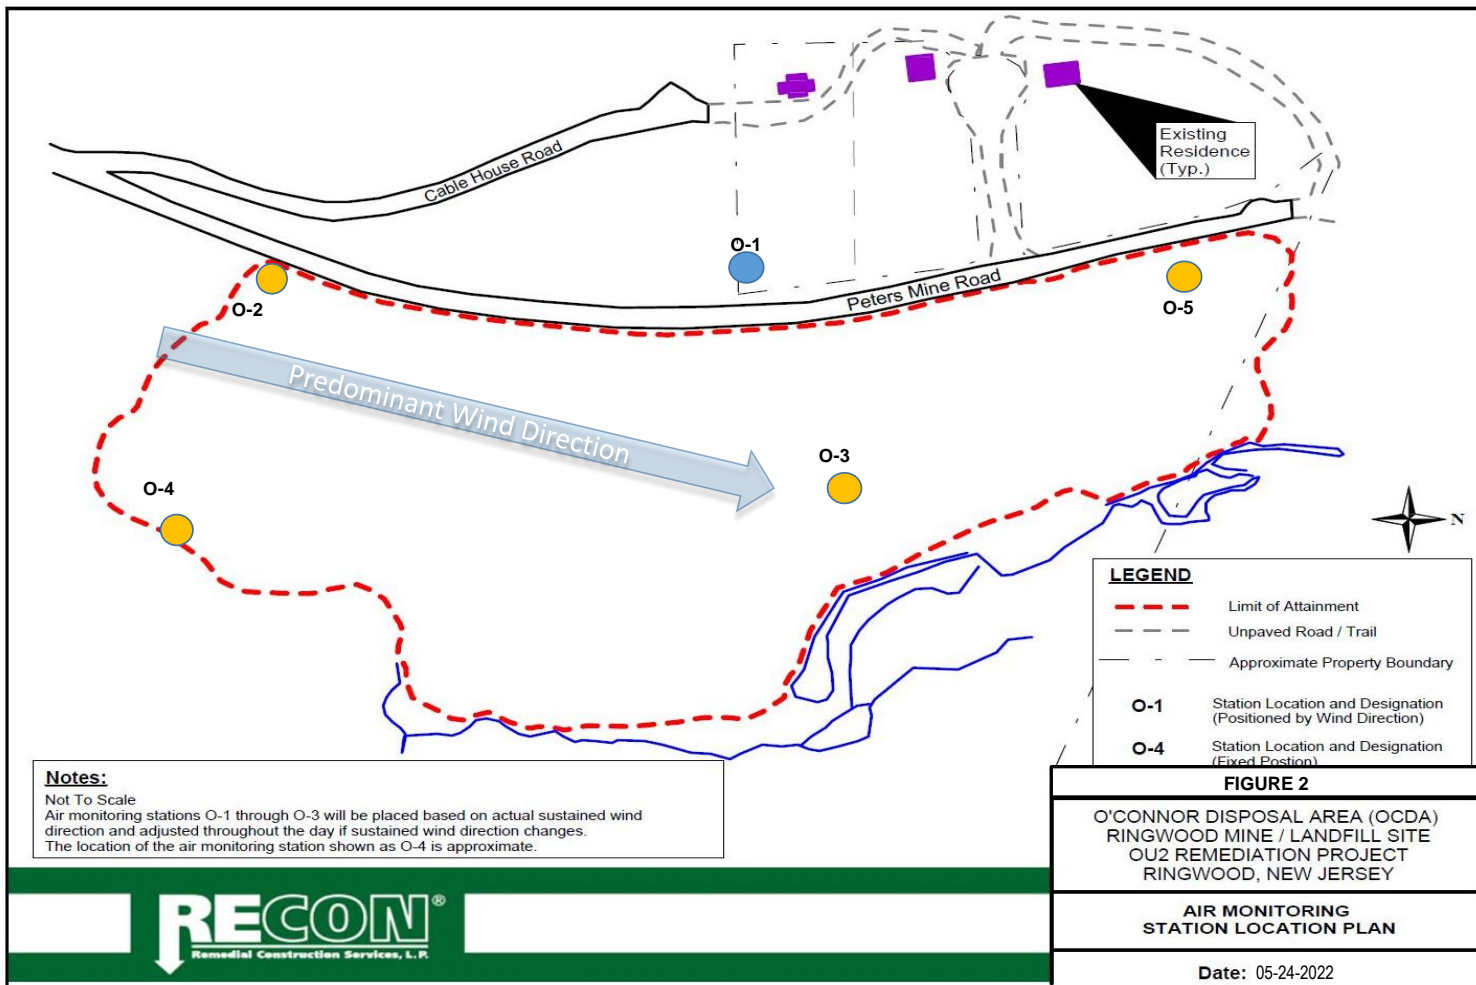 Existing
Residence
(Typ.)
Cable House Road
O-1
Peters Mine Road
O-2
O-5
Predominant Wind Direction
O-3
O-4
N
LEGEND
Limit of Attainment
Unpaved Road / Trail
Approximate Property Boundary
O-1 Station Location and Designation
(Positioned by Wind Direction)
O-4 Station Location and Designation
(Fixed Postion)
Notes:
Not To Scale
Air monitoring stations O-1 through O-3 will be placed based on actual sustained wind
direction and adjusted throughout the day if sustained wind direction changes.
The location of the air monitoring station shown as O-4 is approximate.
FIGURE 2
O'CONNOR DISPOSAL AREA (OCDA)
RINGWOOD MINE / LANDFILL SITE
OU2 REMEDIATION PROJECT
RINGWOOD, NEW JERSEY
AIR MONITORING
STATION LOCATION PLAN
Date: 05-24-2022
RECON®
Remedial Construction Services, L.P.